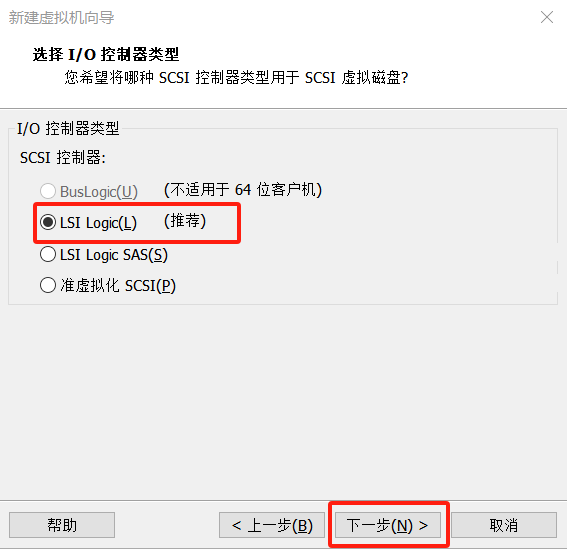 新建虚拟机向导
选择 I/O 控制器类型
您希望将哪种 SCSI 控制器类型用于 SCSI 虚拟磁盘?
I/O 控制器类型
SCSI 控制器:
BusLogic(U) (不适用于 64 位客户机)
LSI Logic(L) (推荐)
LSI Logic SAS(S)
准虚拟化 SCSI(P)
帮助 < 上一步(B) 下一步(N) > 取消